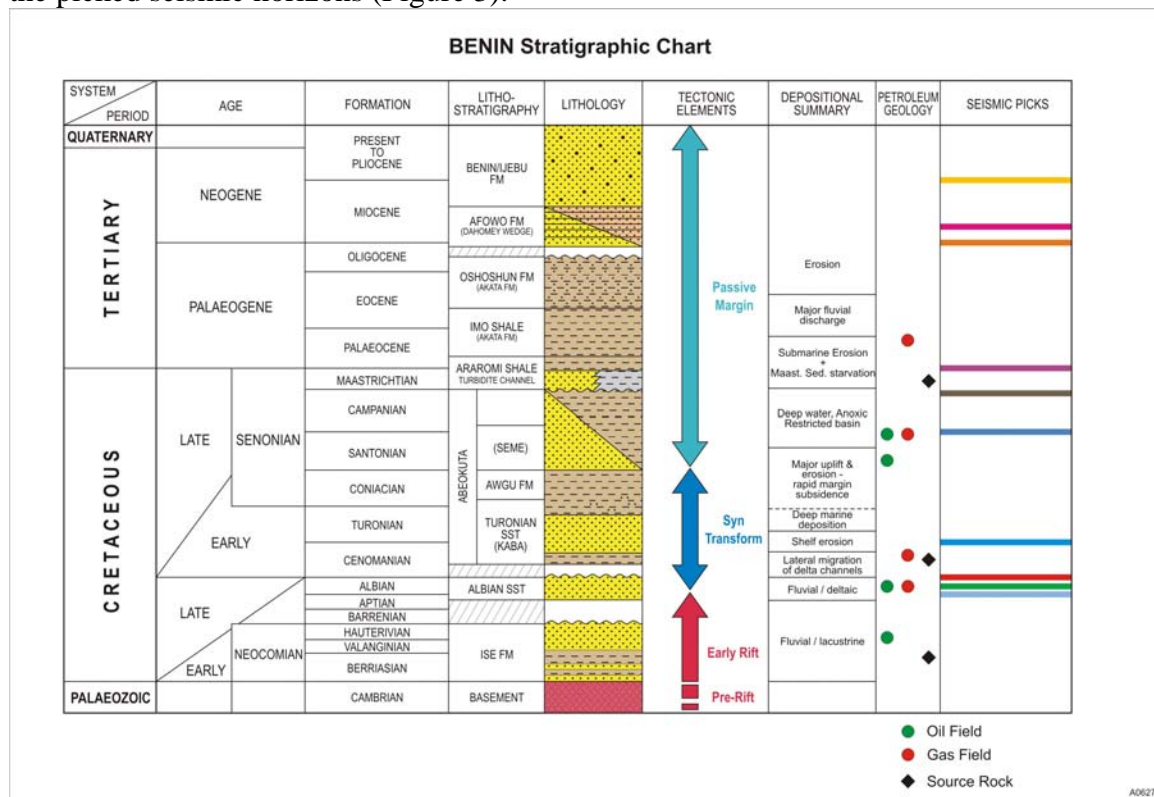 the picked seismic horizons (Figure 3).
BENIN Stratigraphic Chart
SYSTEM
PERIOD
AGE
FORMATION
LITHO-
STRATIGRAPHY
LITHOLOGY
TECTONIC
ELEMENTS
DEPOSITIONAL
SUMMARY
PETROLEUM
GEOLOGY
SEISMIC PICKS
QUATERNARY
TERTIARY
CRETACEOUS
PALAEOZOIC
NEOGENE
PALAEOGENE
LATE
SENONIAN
EARLY
LATE
EARLY
NEOCOMIAN
PRESENT
TO
PLIOCENE
MIOCENE
OLIGOCENE
EOCENE
PALAEOCENE
MAASTRICHTIAN
CAMPANIAN
SANTONIAN
CONIACIAN
TURONIAN
CENOMANIAN
ALBIAN
APTIAN
BARRENIAN
HAUTERIVIAN
VALANGINIAN
BERRIASIAN
CAMBRIAN
BENIN/IJEBU
FM
AFOWO FM
(DAHOMEY WEDGE)
OSHOSHUN FM
(AKATA FM)
IMO SHALE
(AKATA FM)
ARAROMI SHALE
TURBIDITE CHANNEL
ABEOKUTA
(SEME)
AWGU FM
TURONIAN
SST
(KABA)
ALBIAN SST
ISE FM
BASEMENT
Passive
Margin
Syn
Transform
Early Rift
Pre-Rift
Erosion
Major fluvial
discharge
Submarine Erosion
+
Maast. Sed. starvation
Deep water, Anoxic
Restricted basin
Major uplift &
erosion -
rapid margin
subsidence
Deep marine
deposition
Shelf erosion
Lateral migration
of delta channels
Fluvial / deltaic
Fluvial / lacustrine
Oil Field
Gas Field
Source Rock
A0627